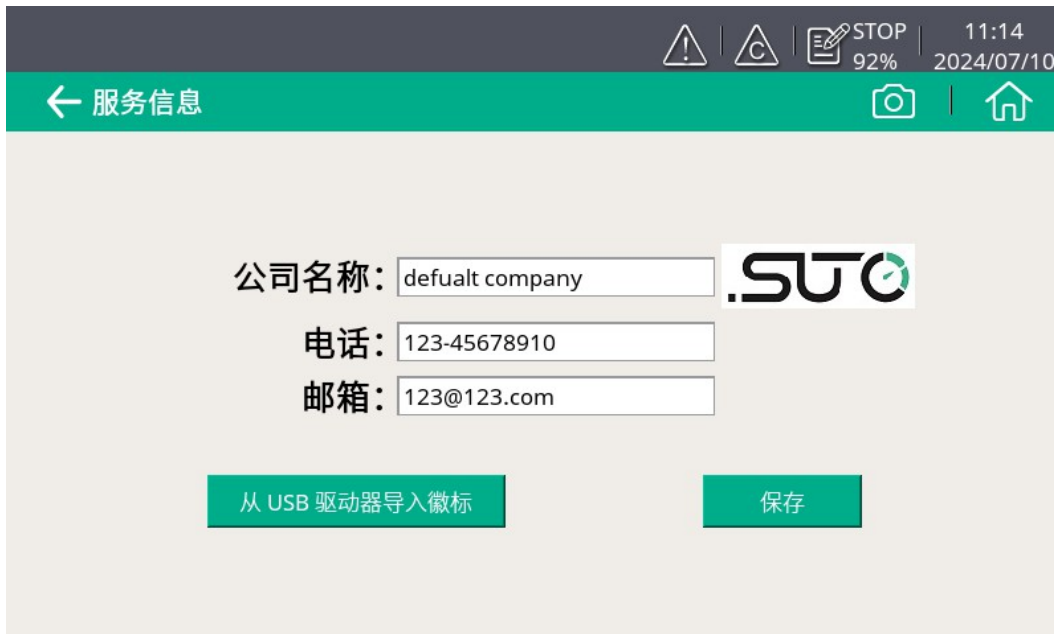 STOP 11:14
92% 2024/07/10
服务信息
公司名称： defualt company
.SUTO
电话： 123-45678910
邮箱： 123@123.com
从 USB 驱动器导入徽标
保存